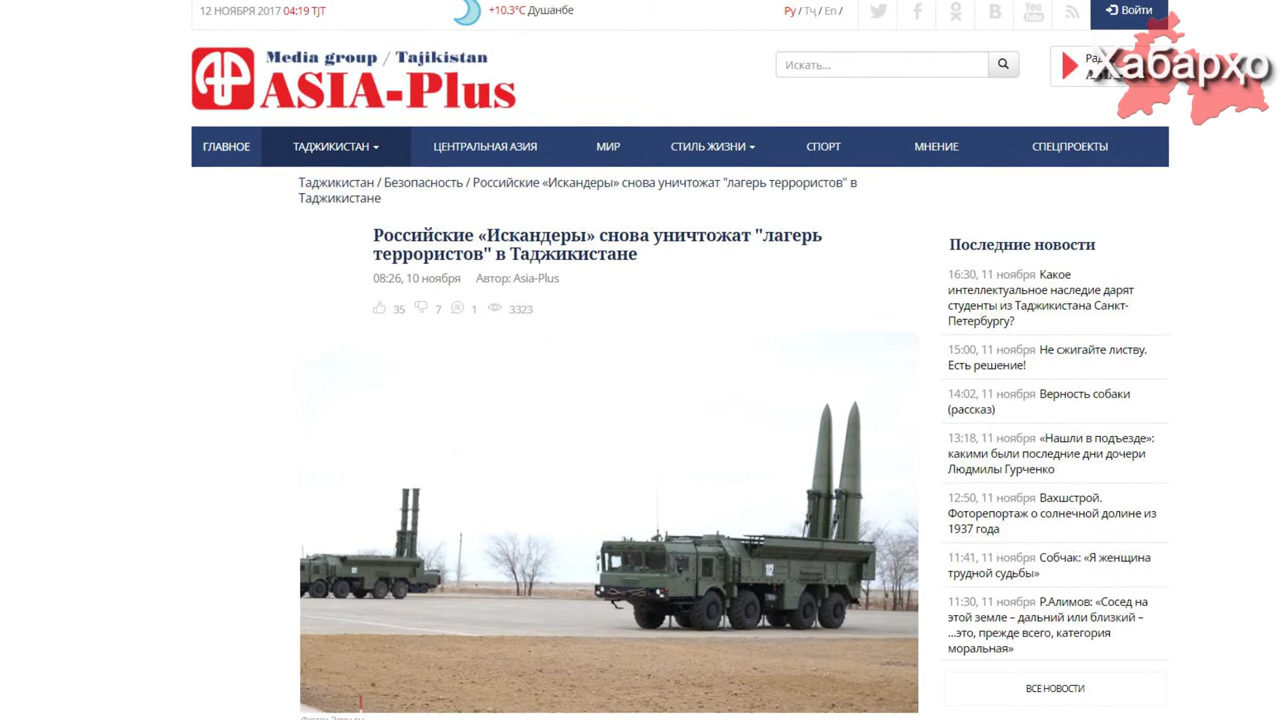 12 НОЯБРЯ 2017 04:19 TJT
+10.3°C Душанбе
Ру / Тҷ / En /
You Tube
Войти
Media group / Tajikistan
ASIA-Plus
Искать...
Хабарҳо
ГЛАВНОЕ
ТАДЖИКИСТАН
ЦЕНТРАЛЬНАЯ АЗИЯ
МИР
СТИЛЬ ЖИЗНИ
СПОРТ
МНЕНИЕ
СПЕЦПРОЕКТЫ
Таджикистан / Безопасность / Российские «Искандеры» снова уничтожат "лагерь террористов" в
Таджикистане
Российские «Искандеры» снова уничтожат "лагерь
террористов" в Таджикистане
08:26, 10 ноября Автор: Asia-Plus
35 7 1 3323
12
Последние новости
16:30, 11 ноября Какое
интеллектуальное наследие дарят
студенты из Таджикистана Санкт-
Петербургу?
15:00, 11 ноября Не сжигайте листву.
Есть решение!
14:02, 11 ноября Верность собаки
(рассказ)
13:18, 11 ноября «Нашли в подъезде»:
какими были последние дни дочери
Людмилы Гурченко
12:50, 11 ноября Вахшстрой.
Фоторепортаж о солнечной долине из
1937 года
11:41, 11 ноября Собчак: «Я женщина
трудной судьбы»
11:30, 11 ноября Р.Алимов: «Сосед на
этой земле – дальний или близкий –
...это, прежде всего, категория
моральная»
ВСЕ НОВОСТИ